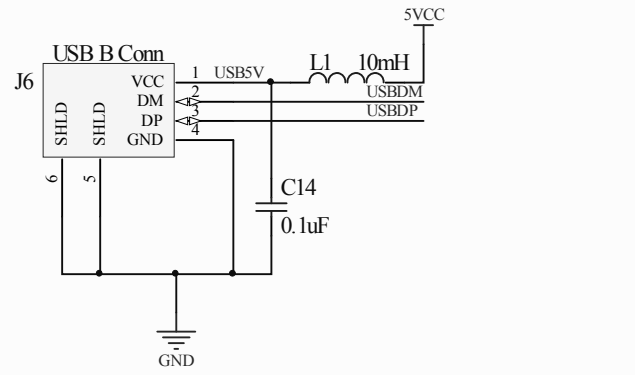 5VCC
USB B Conn
J6
VCC 1 USB5V L1 10mH
DM 2 USBDM
DP 3 USBDP
GND 4
SHLD SHLD
6 5
C14
0.1uF
GND